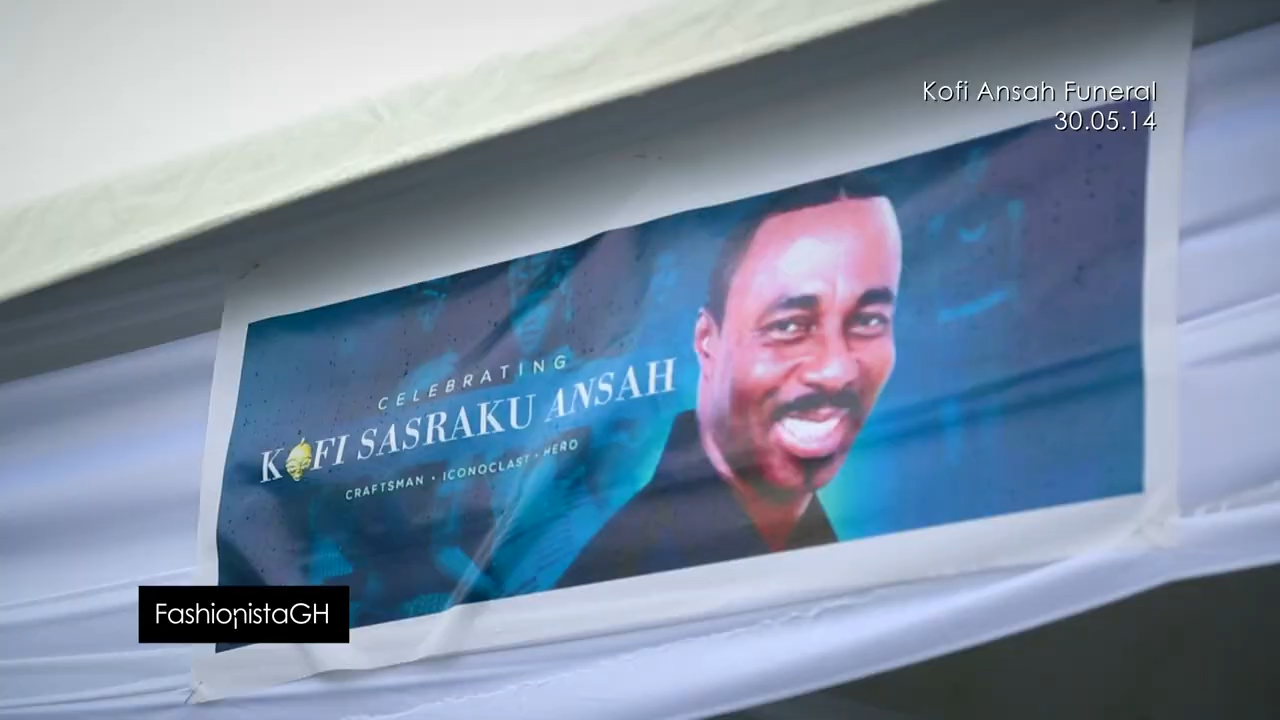 Kofi Ansah Funeral
30.05.14
CELEBRATING
KOFI SASRAKU ANSAH
CRAFTSMAN • ICONOCLAST • HERO
FashionistaGH